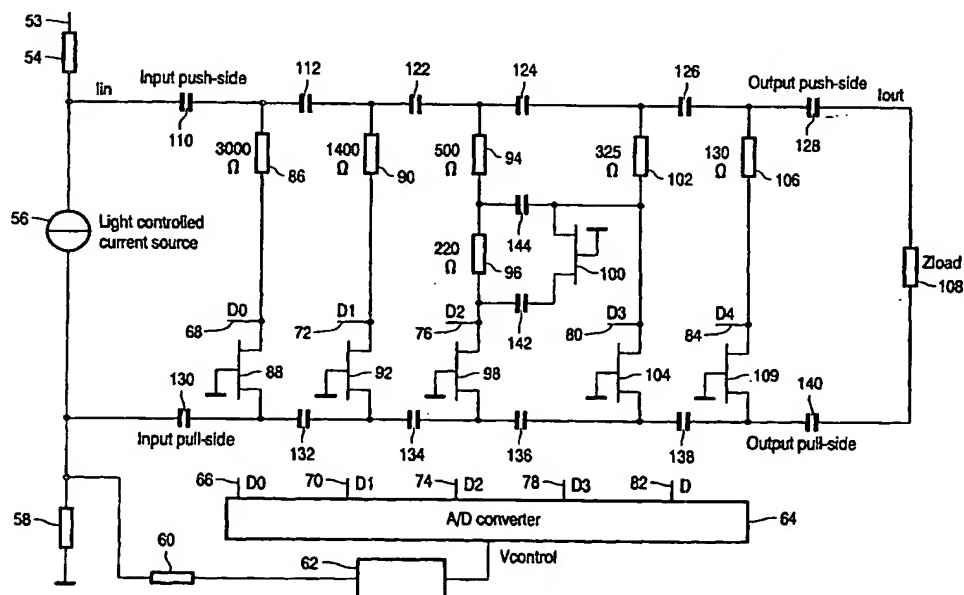 53
54
Iin
Input push-side
110
112
122
124
126
Output push-side
Iout
128
3000
Ω
86
1400
Ω
90
500
Ω
94
325
Ω
102
130
Ω
106
56
Light controlled
current source
144
220
Ω
96
100
Zload
108
D0
68
D1
72
D2
76
142
D3
80
D4
84
88
92
98
104
109
130
140
Input pull-side
132
134
136
138
Output pull-side
66
D0
70
D1
74
D2
78
D3
82
D
A/D converter
64
58
60
62
Vcontrol